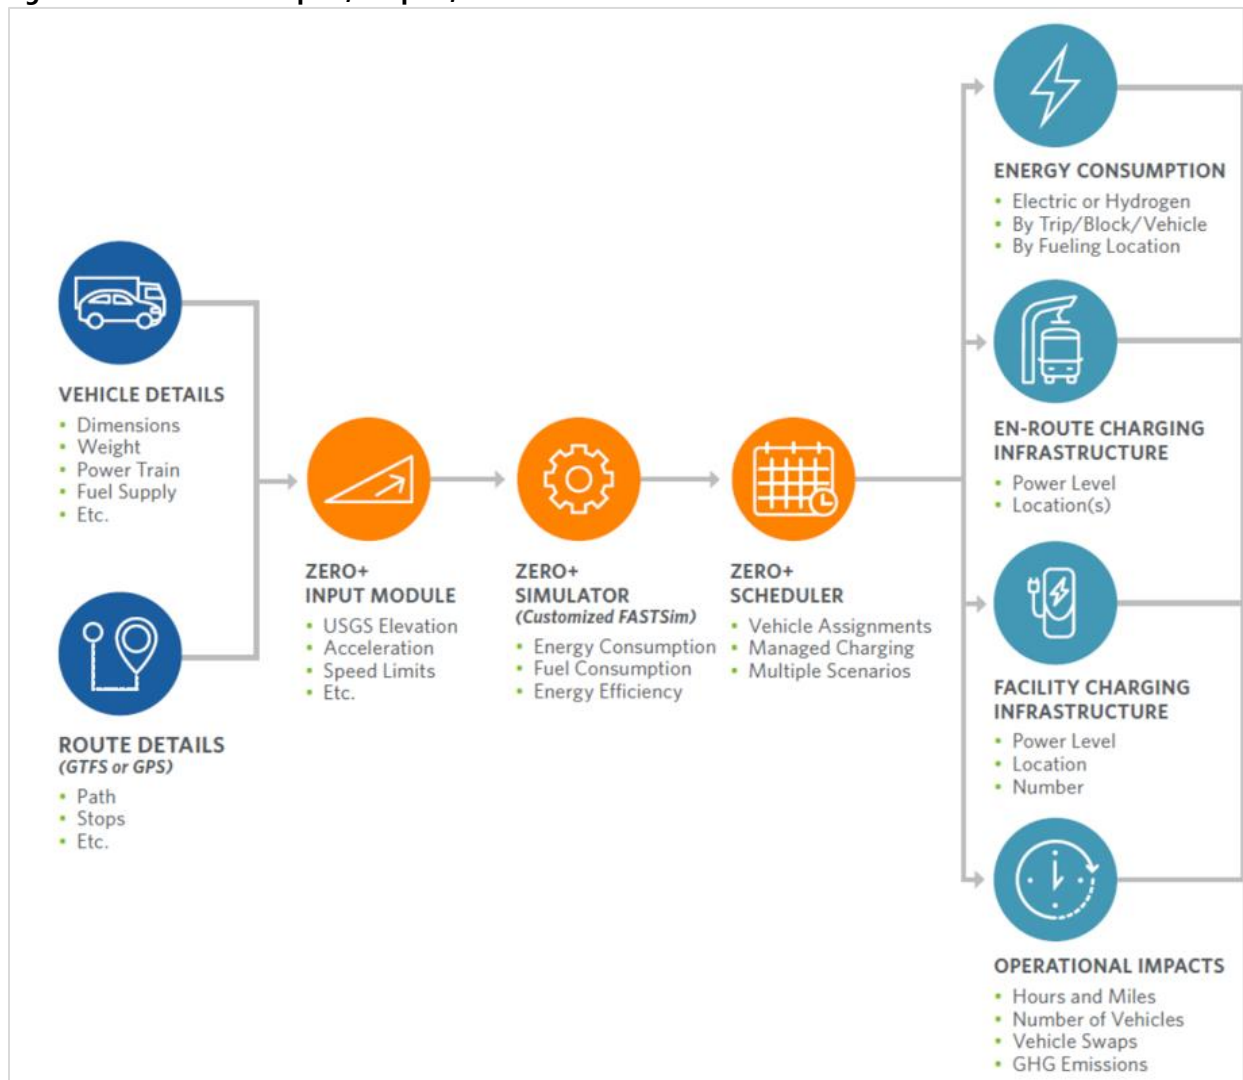 VEHICLE DETAILS
• Dimensions
• Weight
• Power Train
• Fuel Supply
• Etc.
ROUTE DETAILS
(GTFS or GPS)
• Path
• Stops
• Etc.
ZERO+
INPUT MODULE
• USGS Elevation
• Acceleration
• Speed Limits
• Etc.
ZERO+
SIMULATOR
(Customized FASTSim)
• Energy Consumption
• Fuel Consumption
• Energy Efficiency
ZERO+
SCHEDULER
• Vehicle Assignments
• Managed Charging
• Multiple Scenarios
ENERGY CONSUMPTION
• Electric or Hydrogen
• By Trip/Block/Vehicle
• By Fueling Location
EN-ROUTE CHARGING
INFRASTRUCTURE
• Power Level
• Location(s)
FACILITY CHARGING
INFRASTRUCTURE
• Power Level
• Location
• Number
OPERATIONAL IMPACTS
• Hours and Miles
• Number of Vehicles
• Vehicle Swaps
• GHG Emissions